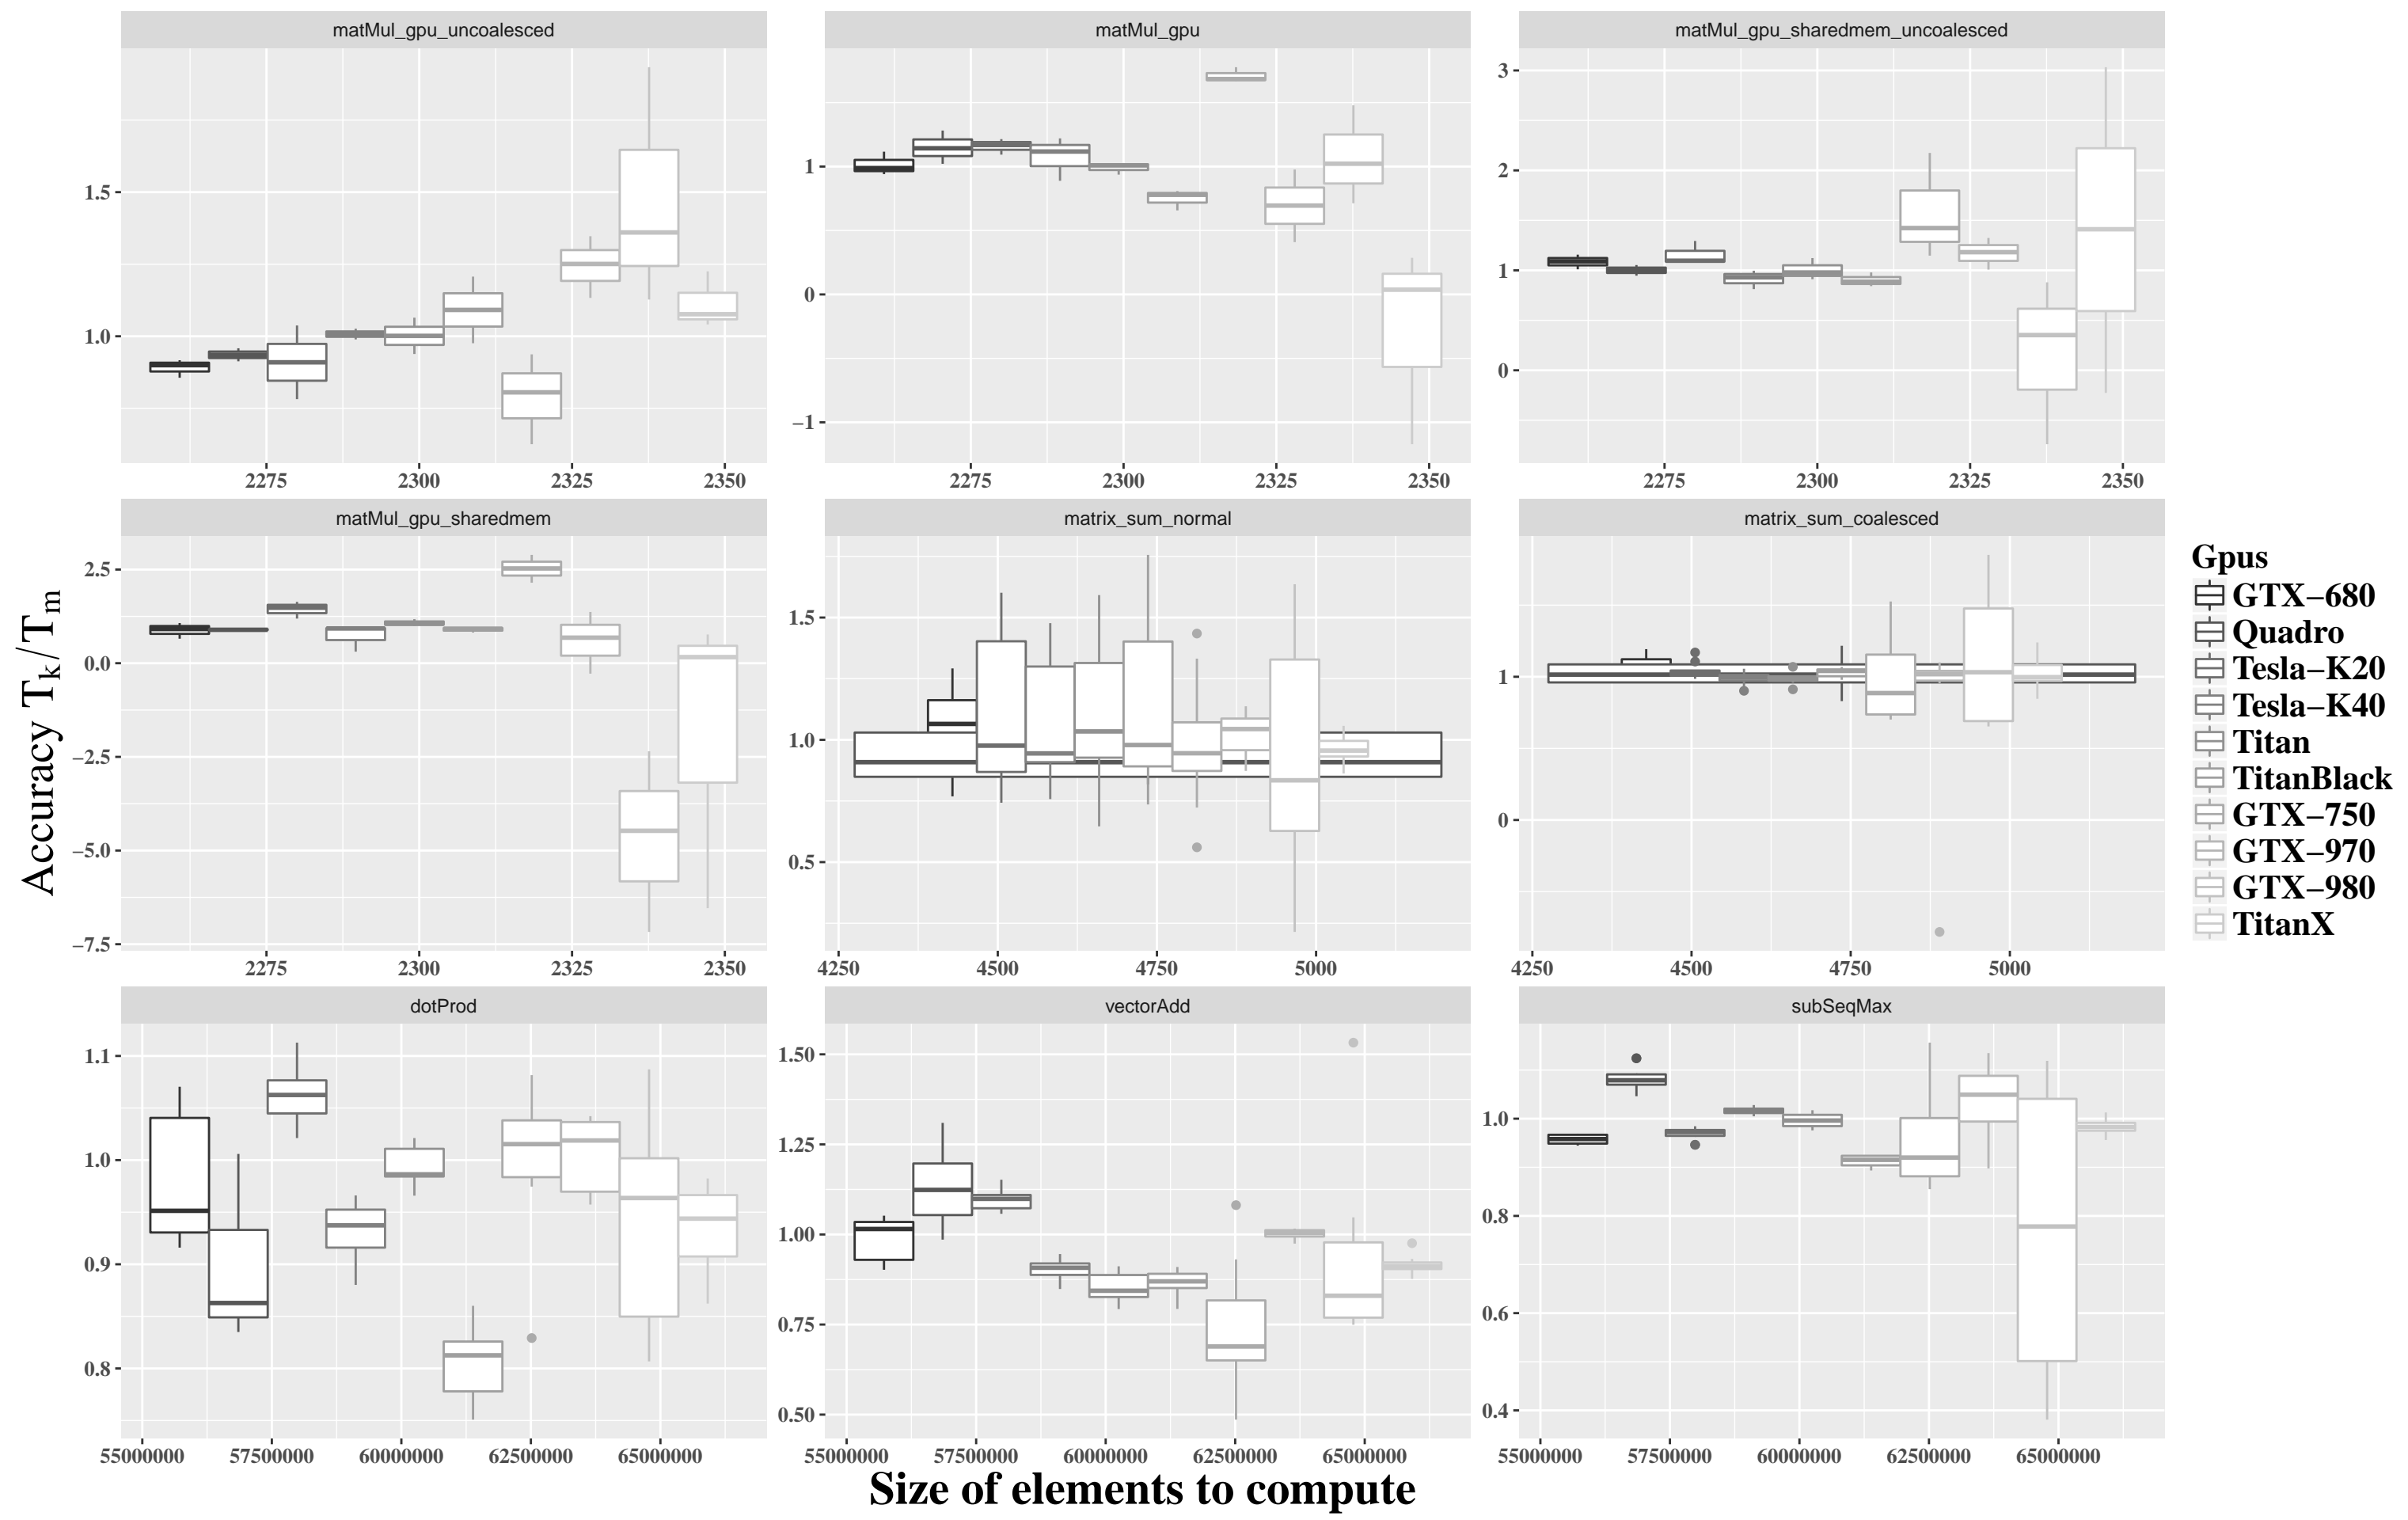 matMul_gpu_uncoalesced
matMul_gpu
matMul_gpu_sharedmem_uncoalesced
1.5
1.0
2275 2300 2325 2350
1
0
−1
2275 2300 2325 2350
3
2
1
0
2275 2300 2325 2350
matMul_gpu_sharedmem
matrix_sum_normal
matrix_sum_coalesced
2.5
0.0
−2.5
−5.0
−7.5
2275 2300 2325 2350
1.5
1.0
0.5
4250 4500 4750 5000
1
0
4250 4500 4750 5000
dotProd
vectorAdd
subSeqMax
1.1
1.0
0.9
0.8
55000000 57500000 60000000 62500000 65000000
1.50
1.25
1.00
0.75
0.50
55000000 57500000 60000000 62500000 65000000
1.0
0.8
0.6
0.4
55000000 57500000 60000000 62500000 65000000
Accuracy Tk/Tm
Size of elements to compute
Gpus
GTX−680
Quadro
Tesla−K20
Tesla−K40
Titan
TitanBlack
GTX−750
GTX−970
GTX−980
TitanX